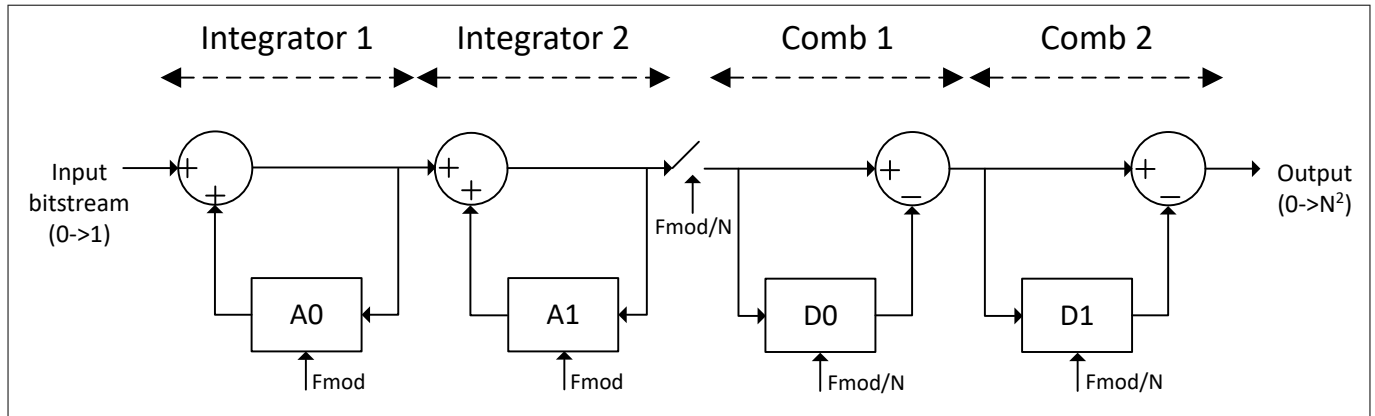 Integrator 1
Integrator 2
Comb 1
Comb 2
+
+
+
+
+
−
+
−
Input
bitstream
(0->1)
Output
(0->N²)
Fmod/N
A0
A1
D0
D1
Fmod
Fmod
Fmod/N
Fmod/N